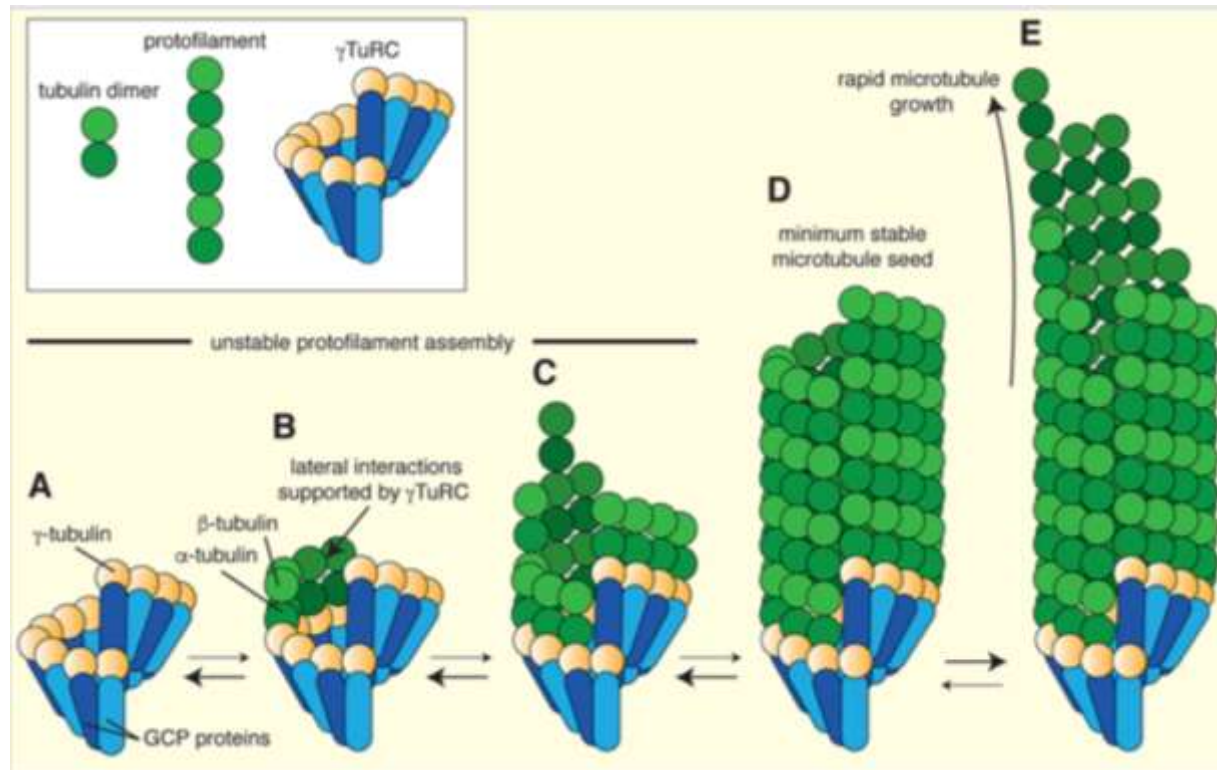 protofilament
γTuRC
tubulin dimer
E
rapid microtubule
growth
D
minimum stable
microtubule seed
unstable protofilament assembly
C
B
lateral interactions
supported by γTuRC
A
β-tubulin
γ-tubulin
α-tubulin
GCP proteins